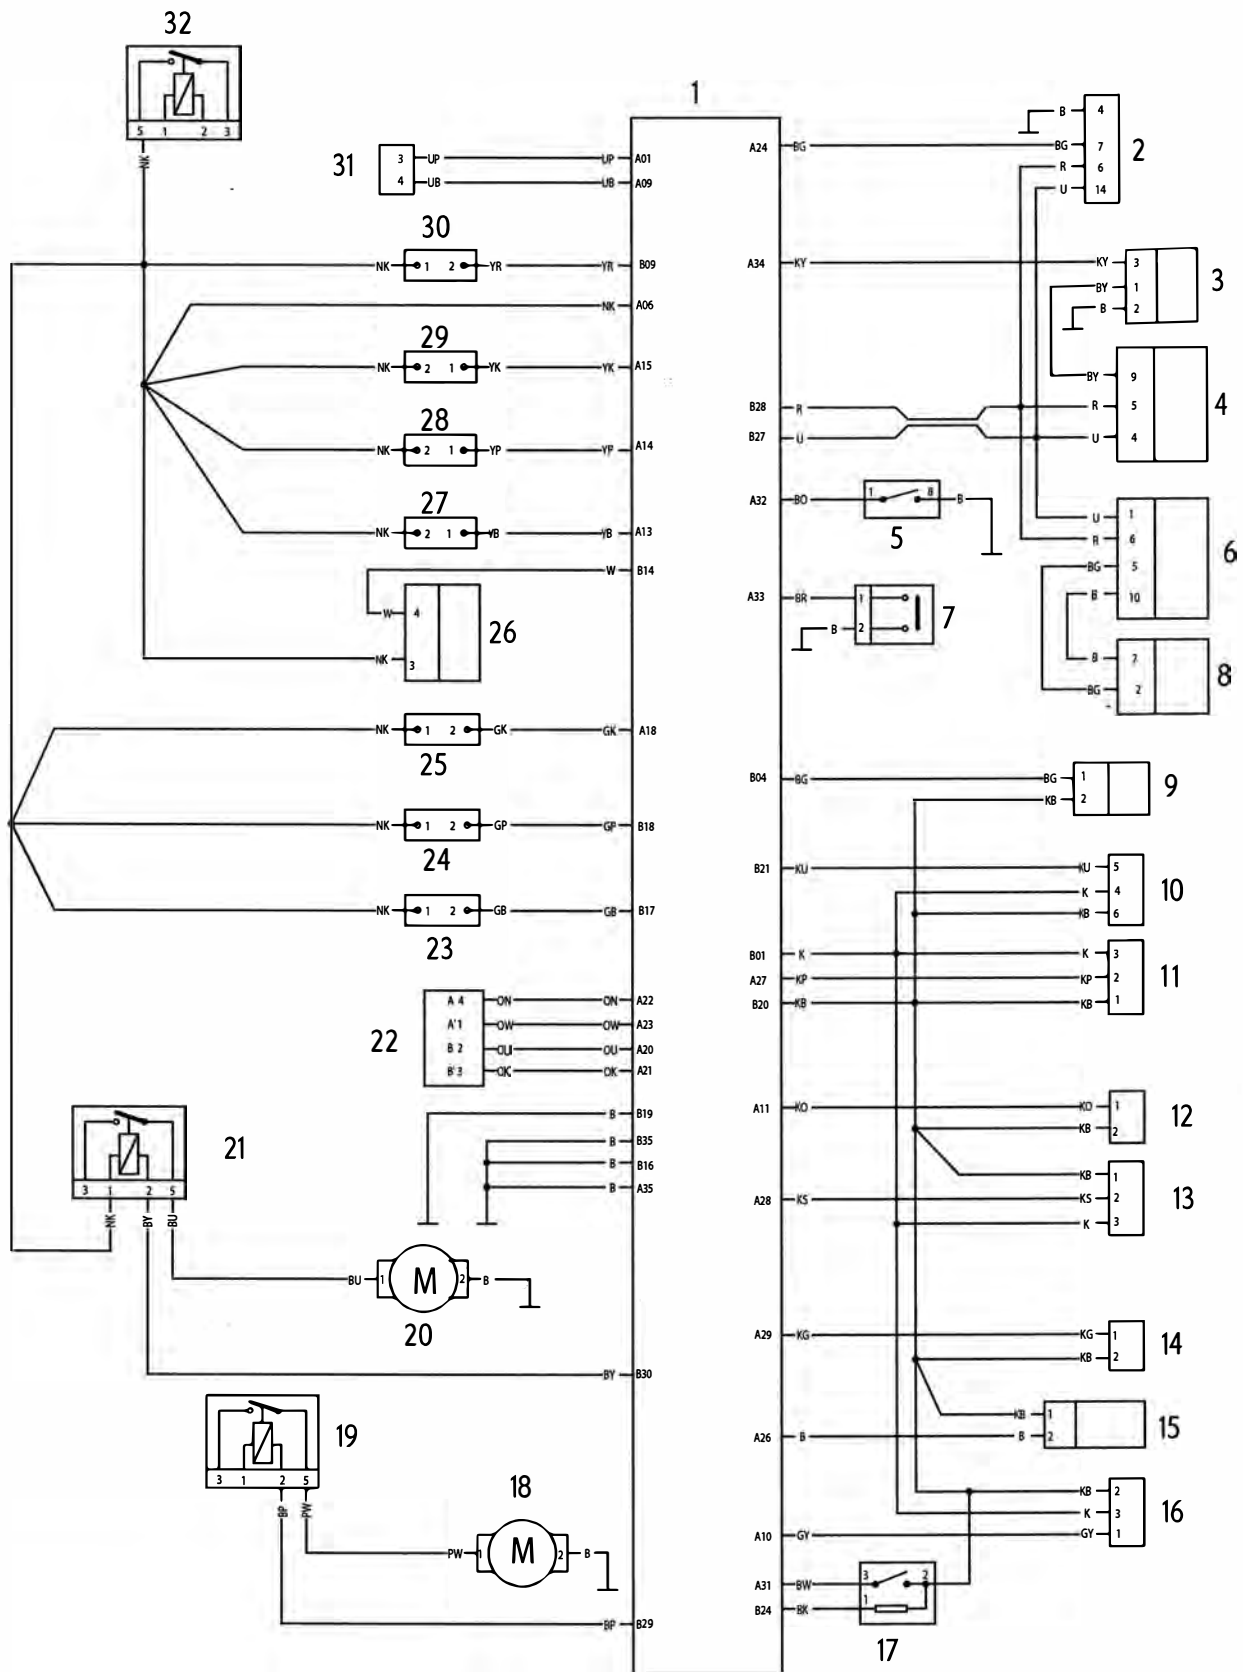 32
5 1 2 3
NK
1
31
3 UP UP A01
4 UB UB A09
30
NK 1 2 YR YR B09
NK A06
29
NK 2 1 YK YK A15
28
NK 2 1 YP YP A14
27
NK 2 1 YB YB A13
W B14
W 4
26
NK 3
NK 1 2 GK GK A18
25
NK 1 2 GP GP B18
24
NK 1 2 GB GB B17
23
22
A 4 ON ON A22
A'1 OW OW A23
B 2 OU OU A20
B'3 OK OK A21
B B19
B B35
B B16
B A35
21
3 1 2 5
NK BY BU
BU 1 M 2 B
20
BY B30
19
3 1 2 5
BP PW
18
PW 1 M 2 B
BP B29
B 4
A24 BG BG 7
R 6
U 14
2
A34 KY KY 3
BY 1
B 2
3
BY 9
B28 R R 5
B27 U U 4
4
A32 BO 1 8 B
5
U 1
R 6
BG 5
B 10
6
A33 BR 1
B 2
7
B 7
BG 2
8
B04 BG BG 1
KB 2
9
B21 KU KU 5
K 4
KB 6
10
B01 K K 3
A27 KP KP 2
B20 KB KB 1
11
A11 KO KO 1
KB 2
12
KB 1
A28 KS KS 2
K 3
13
A29 KG KG 1
KB 2
14
KB 1
A26 B B 2
15
KB 2
K 3
A10 GY GY 1
16
A31 BW 3 2
B24 BK 1
17